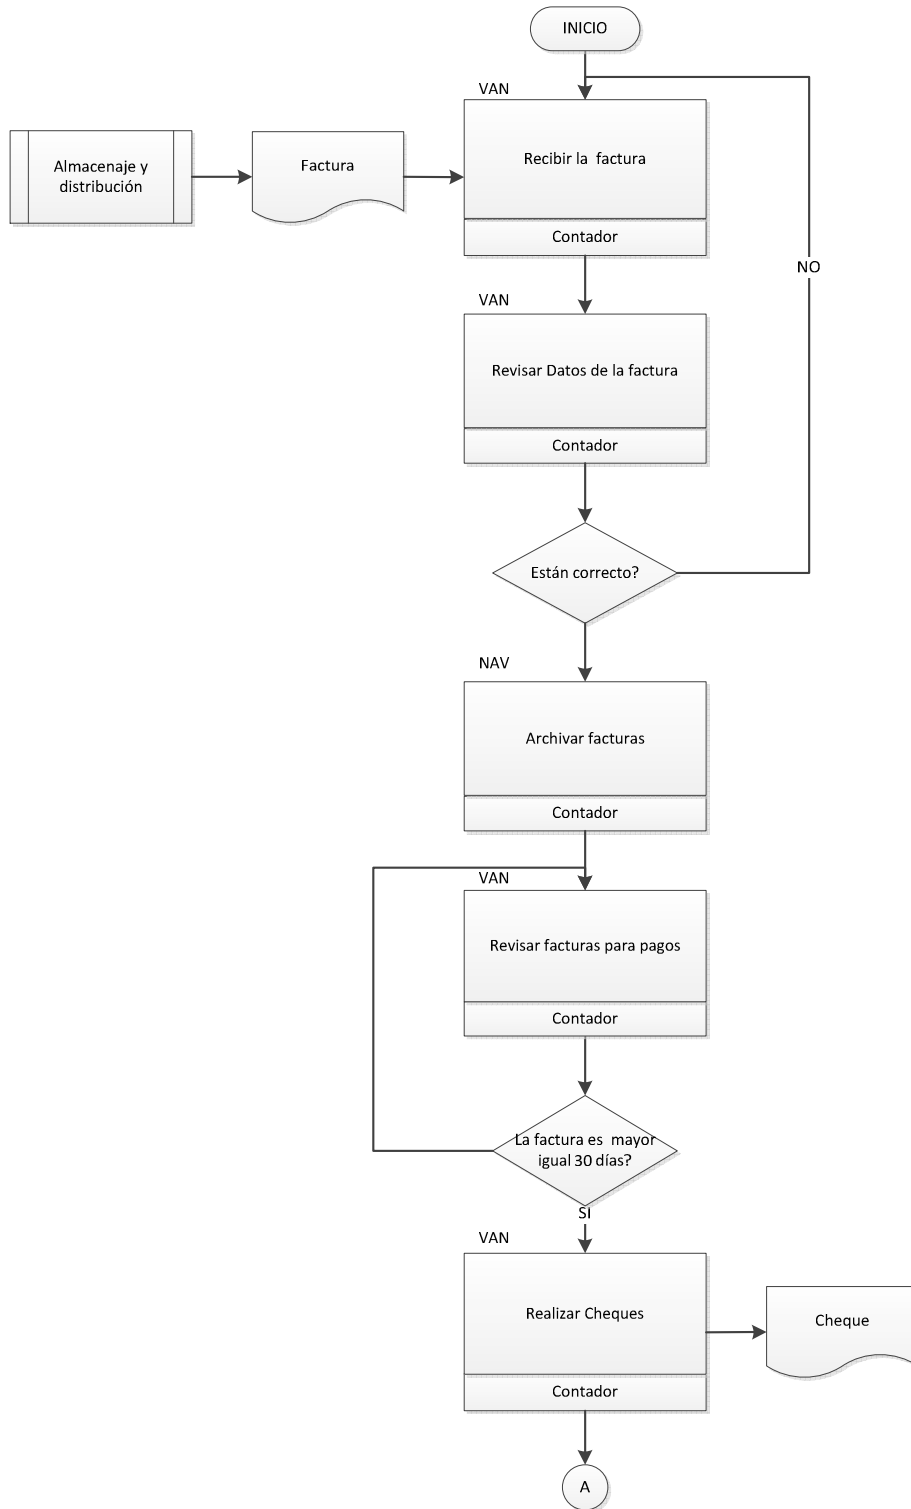 INICIO
VAN
Almacenaje y
distribución
Factura
Recibir la factura
Contador
NO
VAN
Revisar Datos de la factura
Contador
Están correcto?
NAV
Archivar facturas
Contador
VAN
Revisar facturas para pagos
Contador
La factura es mayor
igual 30 días?
SI
VAN
Realizar Cheques
Cheque
Contador
A